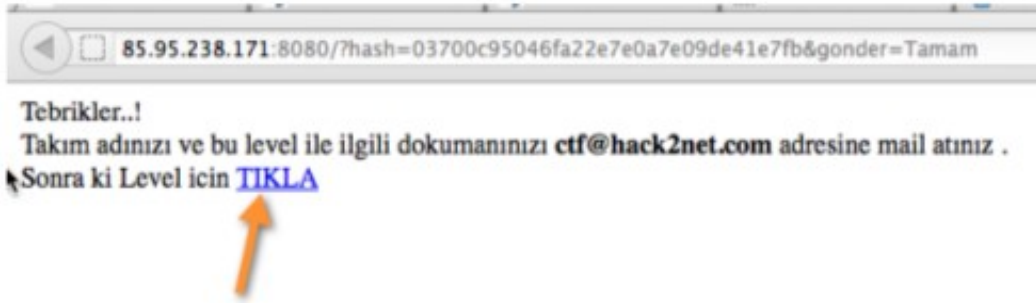 85.95.238.171:8080/?hash=03700c95046fa22e7e0a7e09de41e7fb&gonder=Tamam
Tebrikler..!
Takım adınızı ve bu level ile ilgili dokumanınızı ctf@hack2net.com adresine mail atınız .
Sonra ki Level icin TIKLA